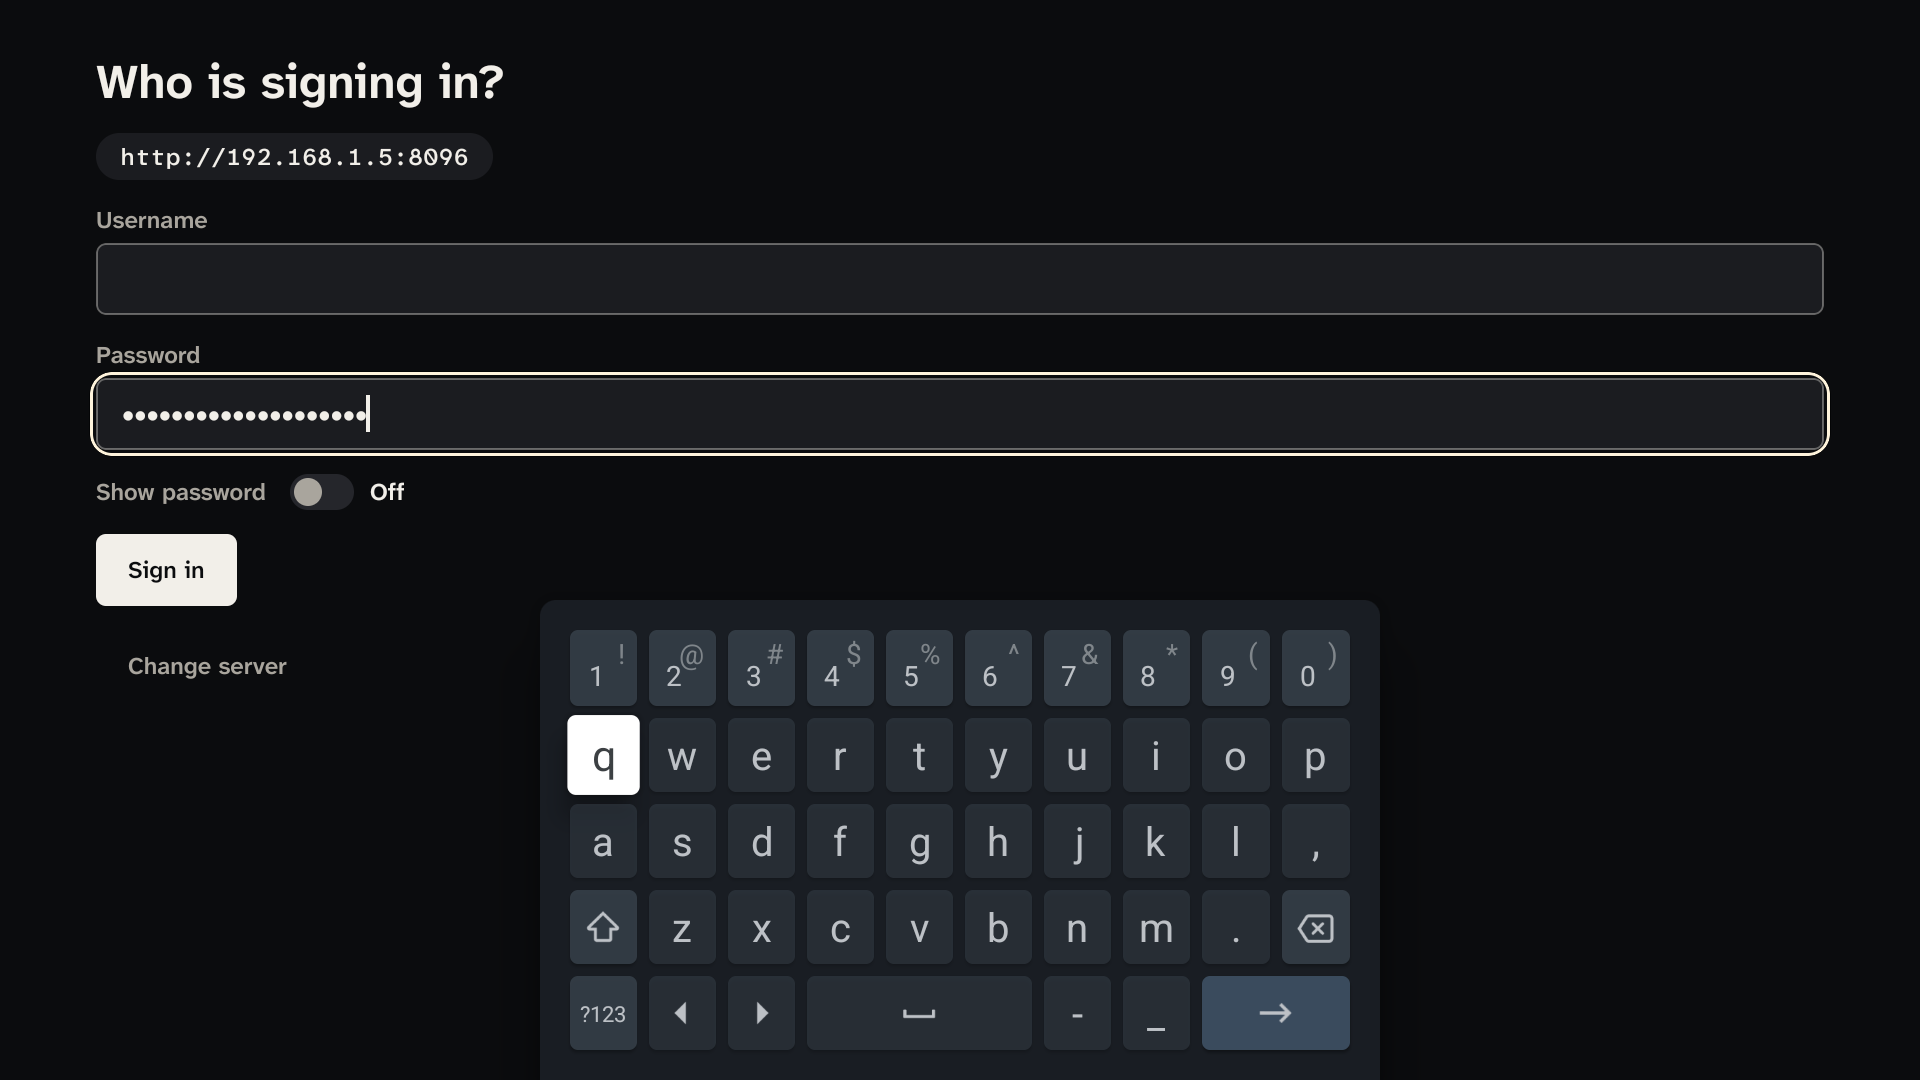 Who is signing in?
http://192.168.1.5:8096
Username
Password
••••••••••••••••••••
Show password Off
Sign in
Change server
1 ! 2 @ 3 # 4 $ 5 % 6 ^ 7 & 8 * 9 ( 0 )
q w e r t y u i o p
a s d f g h j k l ,
z x c v b n m .
?123 - _